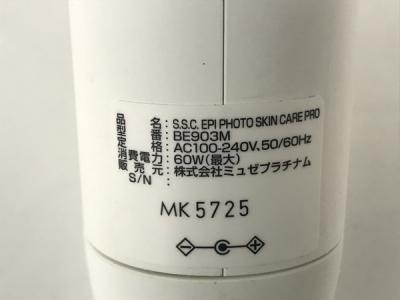 品名：S.S.C. EPI PHOTO SKIN CARE PRO
型番：BE903M
定格：AC100-240V, 50/60Hz
消費電力：60W(最大)
販売元：株式会社ミュゼプラチナム
S/N：
MK5725